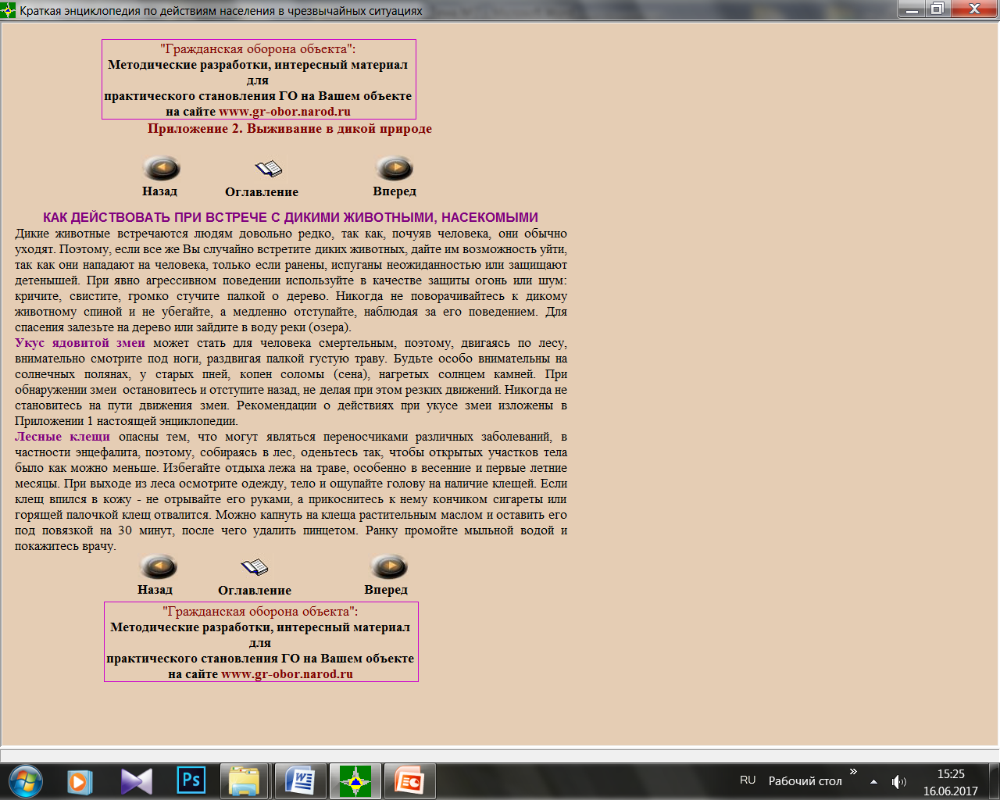 Краткая энциклопедия по действиям населения в чрезвычайных ситуациях
"Гражданская оборона объекта":
Методические разработки, интересный материал
для
практического становления ГО на Вашем объекте
на сайте www.gr-obor.narod.ru
Приложение 2. Выживание в дикой природе
Назад Оглавление Вперед
КАК ДЕЙСТВОВАТЬ ПРИ ВСТРЕЧЕ С ДИКИМИ ЖИВОТНЫМИ, НАСЕКОМЫМИ
Дикие животные встречаются людям довольно редко, так как, почуяв человека, они обычно
уходят. Поэтому, если все же Вы случайно встретите диких животных, дайте им возможность уйти,
так как они нападают на человека, только если ранены, испуганы неожиданностью или защищают
детенышей. При явно агрессивном поведении используйте в качестве защиты огонь или шум:
кричите, свистите, громко стучите палкой о дерево. Никогда не поворачивайтесь к дикому
животному спиной и не убегайте, а медленно отступайте, наблюдая за его поведением. Для
спасения залезьте на дерево или зайдите в воду реки (озера).
Укус ядовитой змеи может стать для человека смертельным, поэтому, двигаясь по лесу,
внимательно смотрите под ноги, раздвигая палкой густую траву. Будьте особо внимательны на
солнечных полянах, у старых пней, копен соломы (сена), нагретых солнцем камней. При
обнаружении змеи остановитесь и отступите назад, не делая при этом резких движений. Никогда не
становитесь на пути движения змеи. Рекомендации о действиях при укусе змеи изложены в
Приложении 1 настоящей энциклопедии.
Лесные клещи опасны тем, что могут являться переносчиками различных заболеваний, в
частности энцефалита, поэтому, собираясь в лес, оденьтесь так, чтобы открытых участков тела
было как можно меньше. Избегайте отдыха лежа на траве, особенно в весенние и первые летние
месяцы. При выходе из леса осмотрите одежду, тело и ощупайте голову на наличие клещей. Если
клещ впился в кожу - не отрывайте его руками, а прикоснитесь к нему кончиком сигареты или
горящей палочкой клещ отвалится. Можно капнуть на клеща растительным маслом и оставить его
под повязкой на 30 минут, после чего удалить пинцетом. Ранку промойте мыльной водой и
покажитесь врачу.
Назад Оглавление Вперед
"Гражданская оборона объекта":
Методические разработки, интересный материал
для
практического становления ГО на Вашем объекте
на сайте www.gr-obor.narod.ru
Ps
RU Рабочий стол » 15:25
16.06.2017